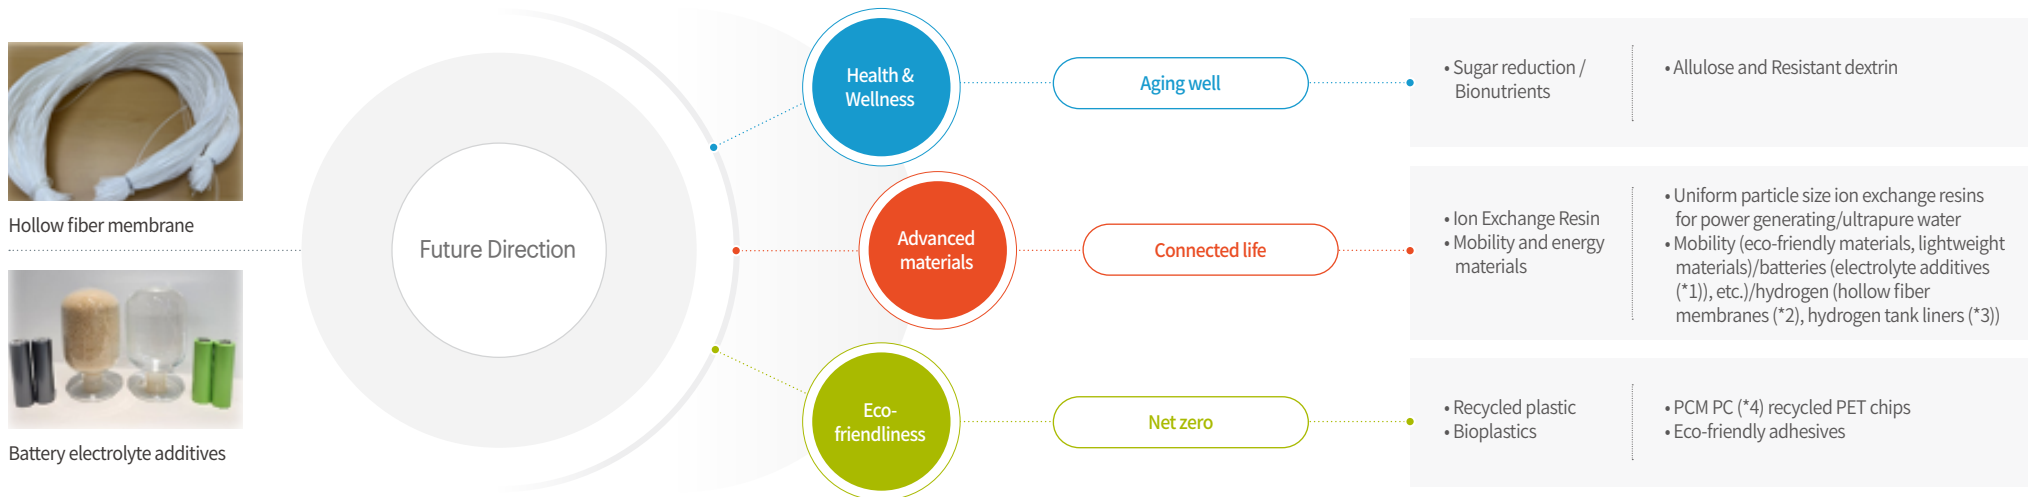 Hollow fiber membrane
Battery electrolyte additives
Future Direction
Health &
Wellness
Aging well
• Sugar reduction /
Bionutrients
• Allulose and Resistant dextrin
Advanced
materials
Connected life
• Ion Exchange Resin
• Mobility and energy
materials
• Uniform particle size ion exchange resins
for power generating/ultrapure water
• Mobility (eco-friendly materials, lightweight
materials)/batteries (electrolyte additives
(*1)), etc.)/hydrogen (hollow fiber
membranes (*2), hydrogen tank liners (*3))
Eco-
friendliness
Net zero
• Recycled plastic
• Bioplastics
• PCM PC (*4) recycled PET chips
• Eco-friendly adhesives